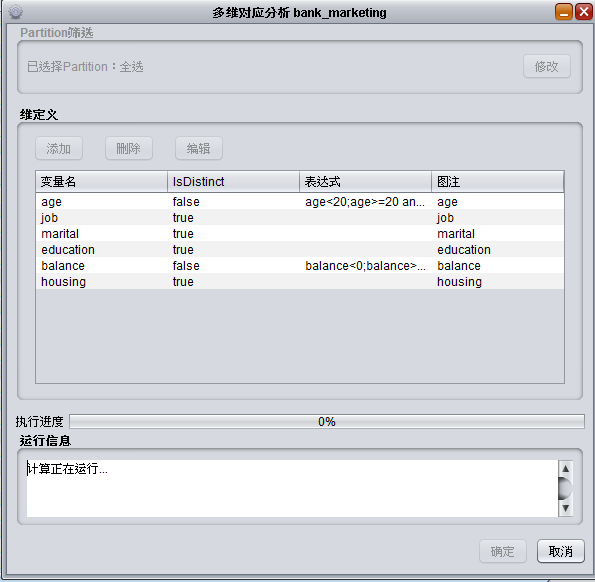 多维对应分析 bank_marketing
Partition筛选
已选择Partition：全选 修改
维定义
添加 删除 编辑
变量名 IsDistinct 表达式 图注
age false age<20;age>=20 an... age
job true job
marital true marital
education true education
balance false balance<0;balance>... balance
housing true housing
执行进度 0%
运行信息
计算正在运行...
确定 取消